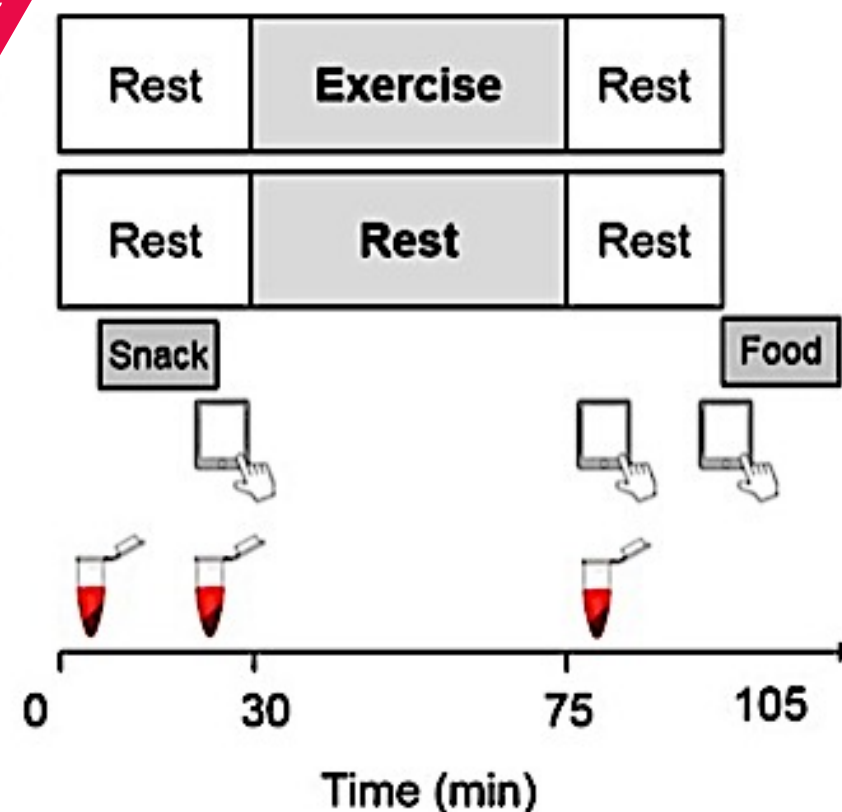 Rest Exercise Rest
Rest Rest Rest
Snack Food
0 30 75 105
Time (min)